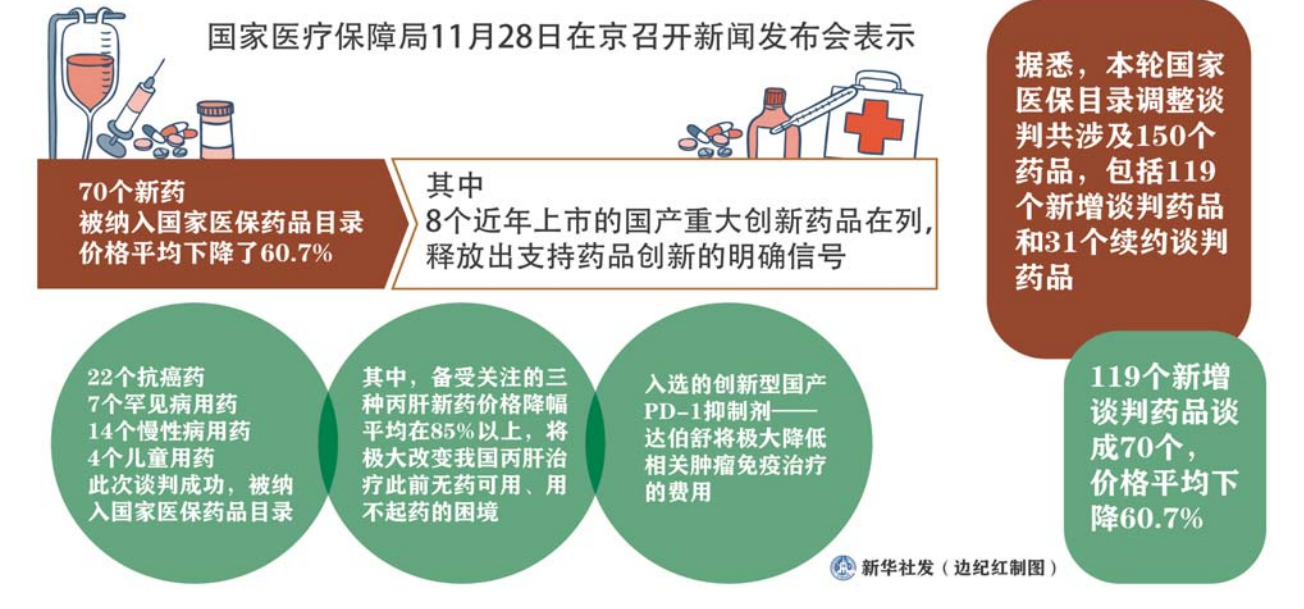 国家医疗保障局11月28日在京召开新闻发布会表示
70个新药
被纳入国家医保药品目录
价格平均下降了60.7%
其中
8个近年上市的国产重大创新药品在列,
释放出支持药品创新的明确信号
据悉，本轮国家
医保目录调整谈
判共涉及150个
药品，包括119
个新增谈判药品
和31个续约谈判
药品
22个抗癌药
7个罕见病用药
14个慢性病用药
4个儿童用药
此次谈判成功，被纳
入国家医保药品目录
其中，备受关注的三
种丙肝新药价格降幅
平均在85%以上，将
极大改变我国丙肝治
疗此前无药可用、用
不起药的困境
入选的创新型国产
PD-1抑制剂——
达伯舒将极大降低
相关肿瘤免疫治疗
的费用
119个新增
谈判药品谈
成70个，
价格平均下
降60.7%
新华社发（边纪红制图）